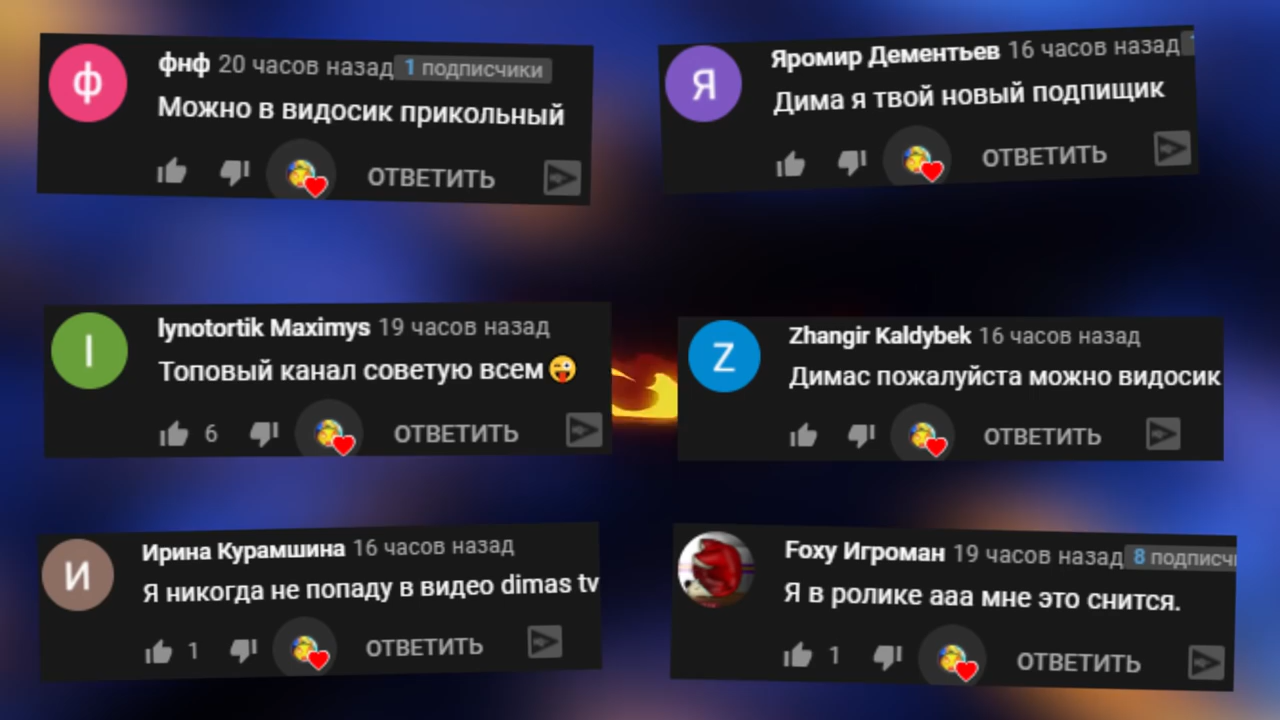 ф
фнф 20 часов назад 1 подписчики
Можно в видосик прикольный
ОТВЕТИТЬ
Я
Яромир Дементьев 16 часов назад
Дима я твой новый подпищик
ОТВЕТИТЬ
I
lynotortik Maximys 19 часов назад
Топовый канал советую всем😜
6 ОТВЕТИТЬ
Z
Zhangir Kaldybek 16 часов назад
Димас пожалуйста можно видосик
ОТВЕТИТЬ
И
Ирина Курамшина 16 часов назад
Я никогда не попаду в видео dimas tv
1 ОТВЕТИТЬ
Foxy Игроман 19 часов назад 8 подписчи
Я в ролике ааа мне это снится.
1 ОТВЕТИТЬ